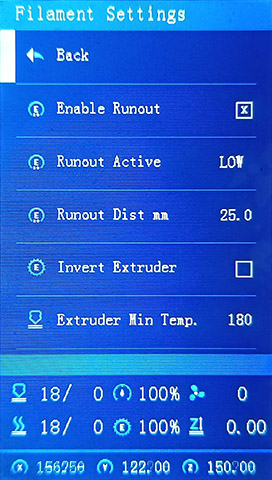 Filament Settings
Back
Enable Runout X
Runout Active LOW
Runout Dist mm 25.0
Invert Extruder
Extruder Min Temp. 180
18/ 0 100% 0
18/ 0 E 100% Z 0.00
X Y 122.00 Z 150.00